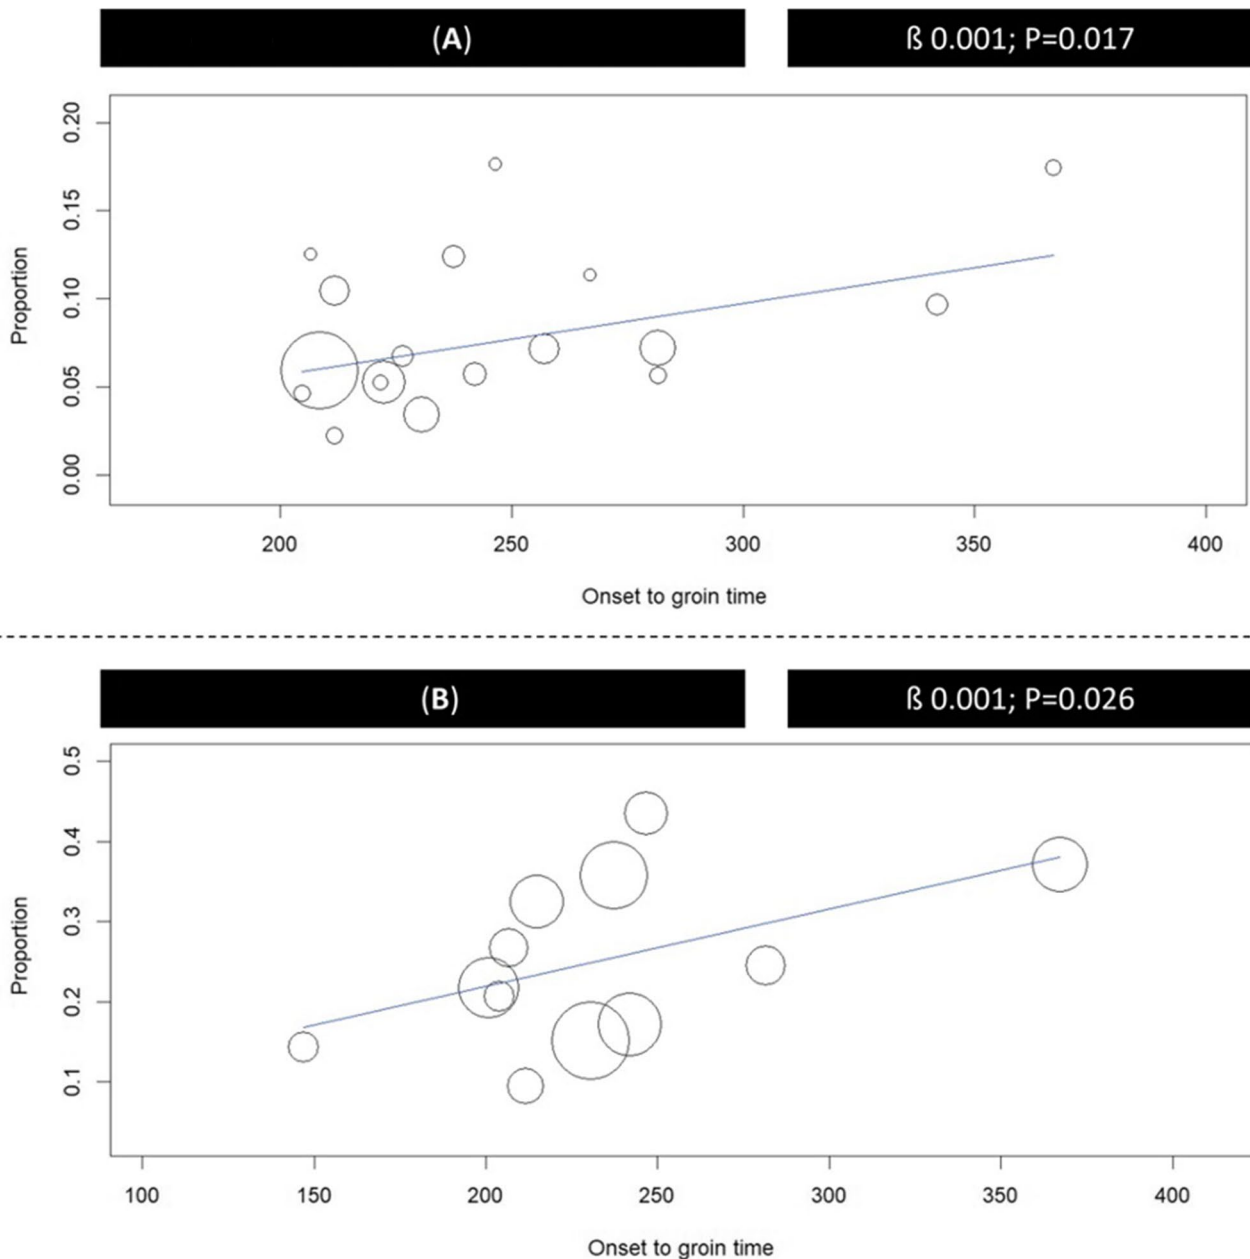 (A)
ß 0.001; P=0.017
Proportion
0.20
0.15
0.10
0.05
0.00
200 250 300 350 400
Onset to groin time
(B)
ß 0.001; P=0.026
Proportion
0.5
0.4
0.3
0.2
0.1
100 150 200 250 300 350 400
Onset to groin time